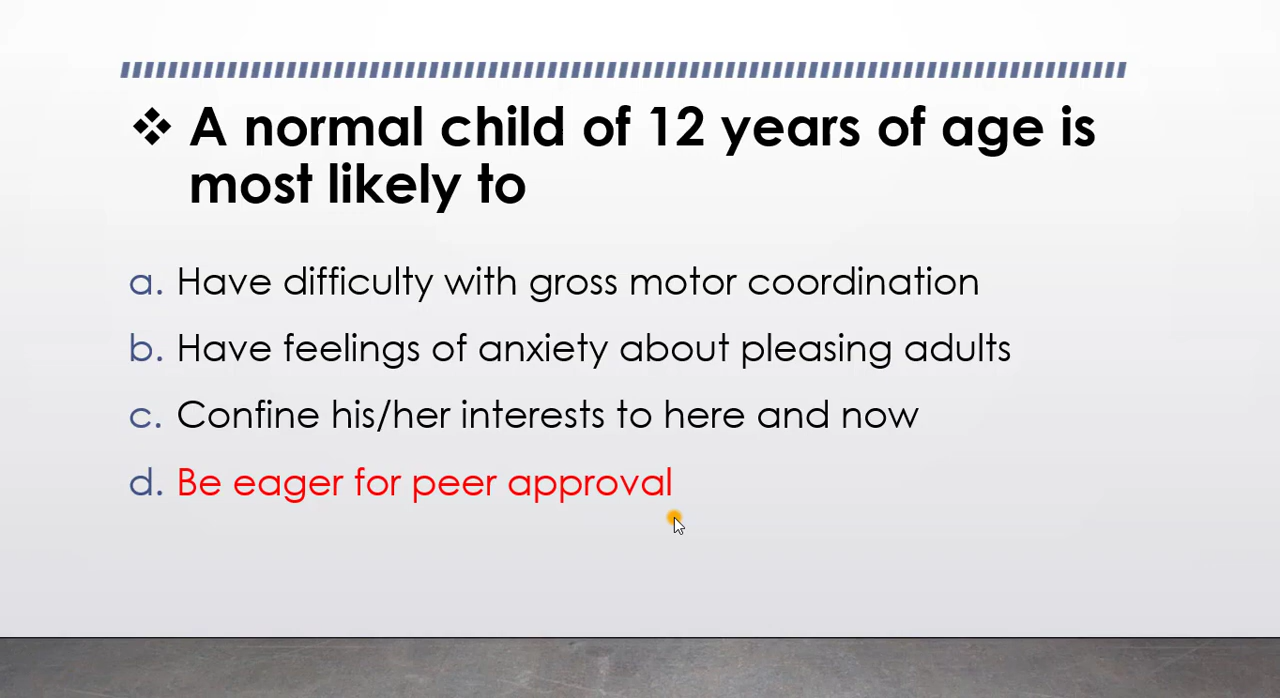 ❖ A normal child of 12 years of age is
most likely to
a. Have difficulty with gross motor coordination
b. Have feelings of anxiety about pleasing adults
c. Confine his/her interests to here and now
d. Be eager for peer approval